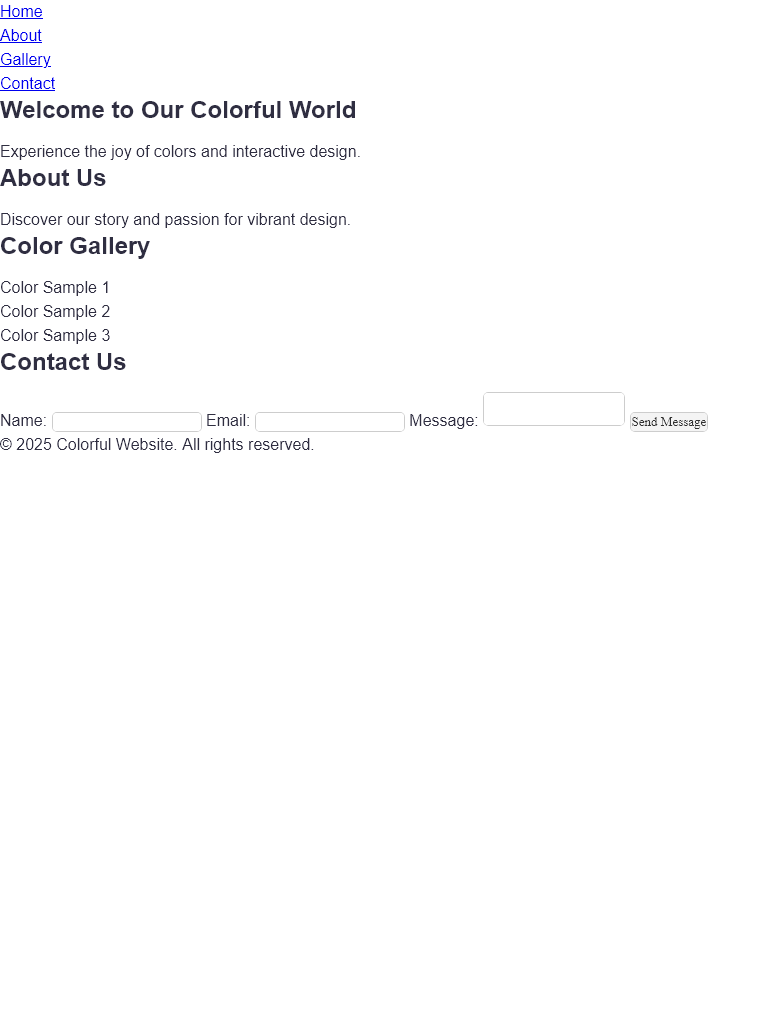 Home
About
Gallery
Contact
Welcome to Our Colorful World
Experience the joy of colors and interactive design.
About Us
Discover our story and passion for vibrant design.
Color Gallery
Color Sample 1
Color Sample 2
Color Sample 3
Contact Us
Name: Email: Message: Send Message
© 2025 Colorful Website. All rights reserved.